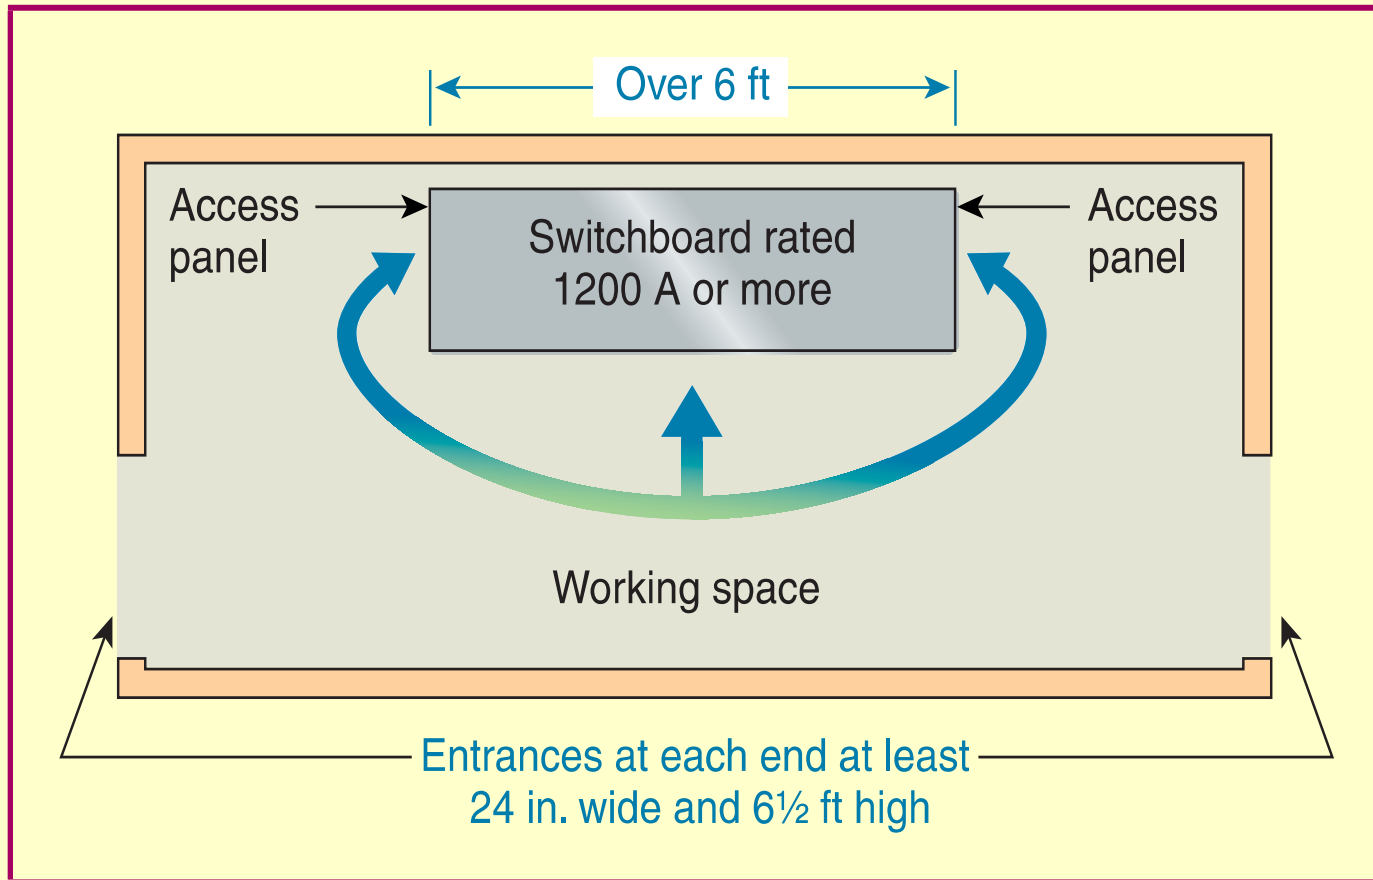 Over 6 ft
Access
panel
Switchboard rated
1200 A or more
Access
panel
Working space
Entrances at each end at least
24 in. wide and 6½ ft high